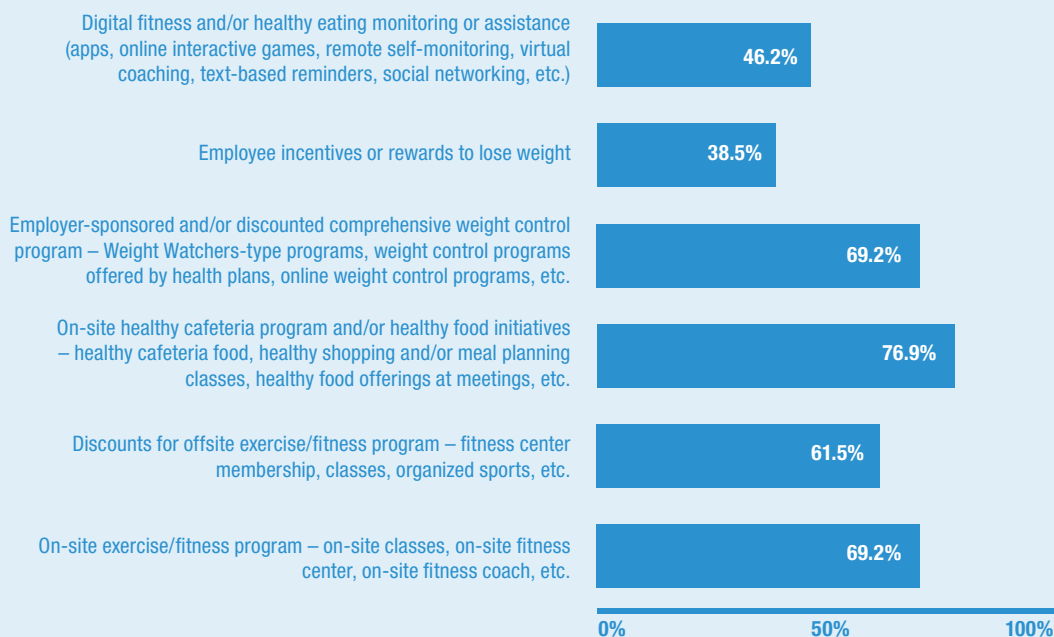 Digital fitness and/or healthy eating monitoring or assistance
(apps, online interactive games, remote self-monitoring, virtual
coaching, text-based reminders, social networking, etc.)
46.2%
Employee incentives or rewards to lose weight
38.5%
Employer-sponsored and/or discounted comprehensive weight control
program – Weight Watchers-type programs, weight control programs
offered by health plans, online weight control programs, etc.
69.2%
On-site healthy cafeteria program and/or healthy food initiatives
– healthy cafeteria food, healthy shopping and/or meal planning
classes, healthy food offerings at meetings, etc.
76.9%
Discounts for offsite exercise/fitness program – fitness center
membership, classes, organized sports, etc.
61.5%
On-site exercise/fitness program – on-site classes, on-site fitness
center, on-site fitness coach, etc.
69.2%
0% 50% 100%